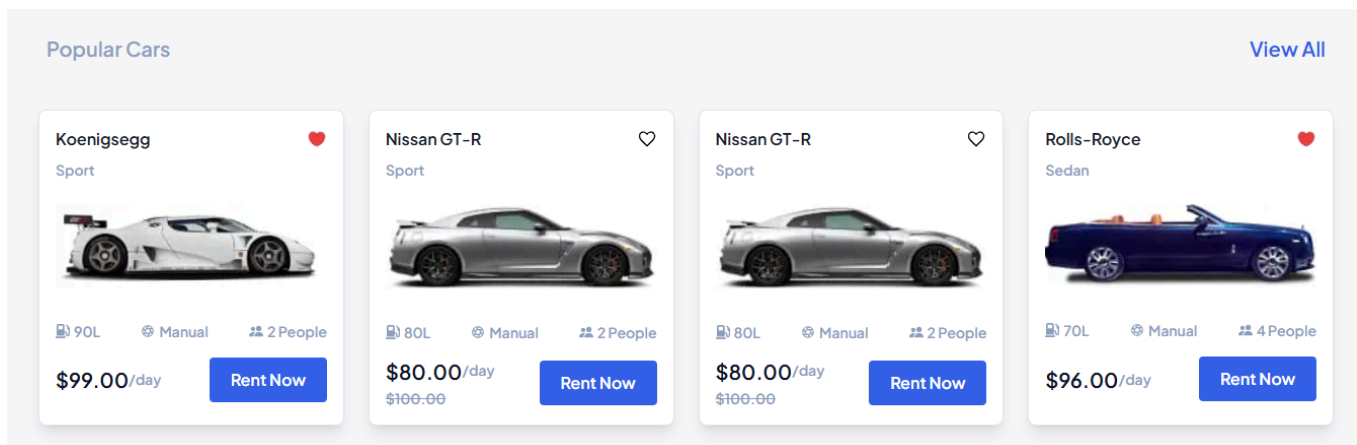 Popular Cars
View All
Koenigsegg
Sport
90L Manual 2 People
$99.00/day
Rent Now
Nissan GT-R
Sport
80L Manual 2 People
$80.00/day
$100.00
Rent Now
Nissan GT-R
Sport
80L Manual 2 People
$80.00/day
$100.00
Rent Now
Rolls-Royce
Sedan
70L Manual 4 People
$96.00/day
Rent Now